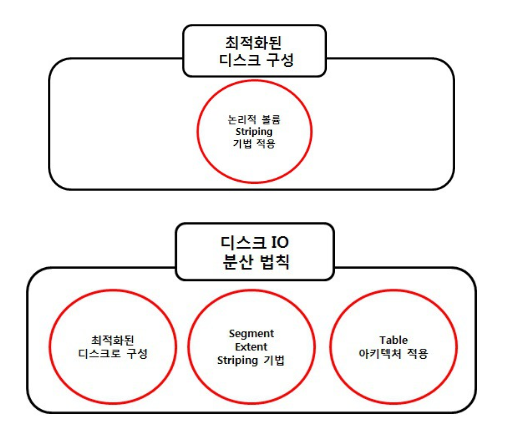 최적화된
디스크 구성
논리적 볼륨
Striping
기법 적용
디스크 IO
분산 법칙
최적화된
디스크로 구성
Segment
Extent
Striping 기법
Table
아키텍처 적용